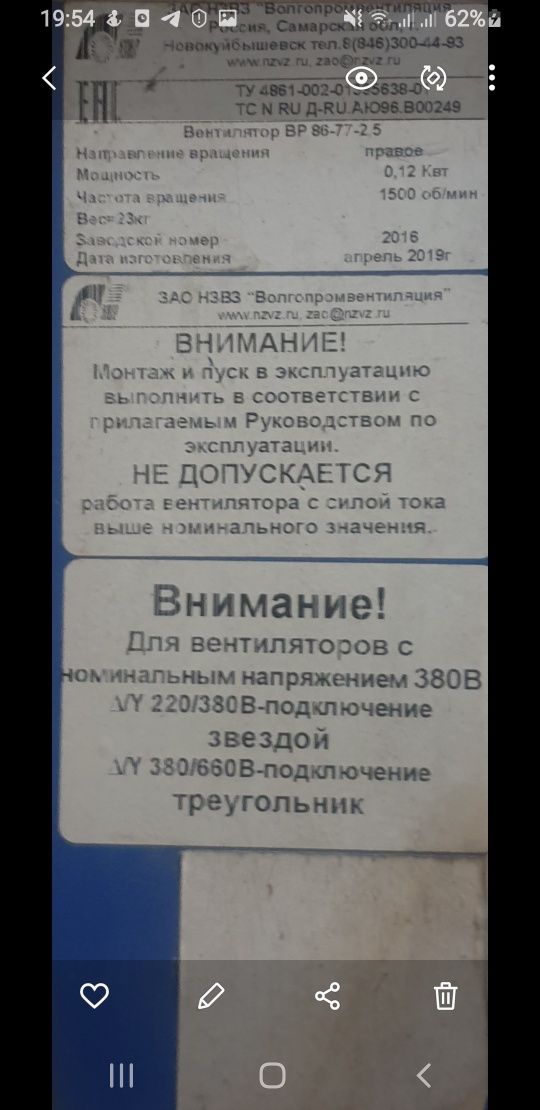 19:54 62%
ЗАО НЗВЗ "Волгопромвентиляция
Россия, Самарская обл, г.
Новокуйбышевск тел.8(846)300-44-93
www.nzvz.ru, zao@nzvz.ru
ЕАС
ТУ 4861-002-
ТС N RU Д-RU.АЮ96.В00249
Вентилятор ВР 86-77-2,5
Направление вращения правое
Мощность 0,12 Квт
Частота вращения 1500 об/мин
Вес=23кг
Заводской номер 2016
Дата изготовления апрель 2019г
ЗАО НЗВЗ "Волгопромвентиляция"
www.nzvz.ru, zao@nzvz.ru
ВНИМАНИЕ!
Монтаж и пуск в эксплуатацию
выполнить в соответствии с
прилагаемым Руководством по
эксплуатации.
НЕ ДОПУСКАЕТСЯ
работа вентилятора с силой тока
выше номинального значения.
Внимание!
Для вентиляторов с
номинальным напряжением 380В
Δ/Y 220/380В-подключение
звездой
Δ/Y 380/660В-подключение
треугольник